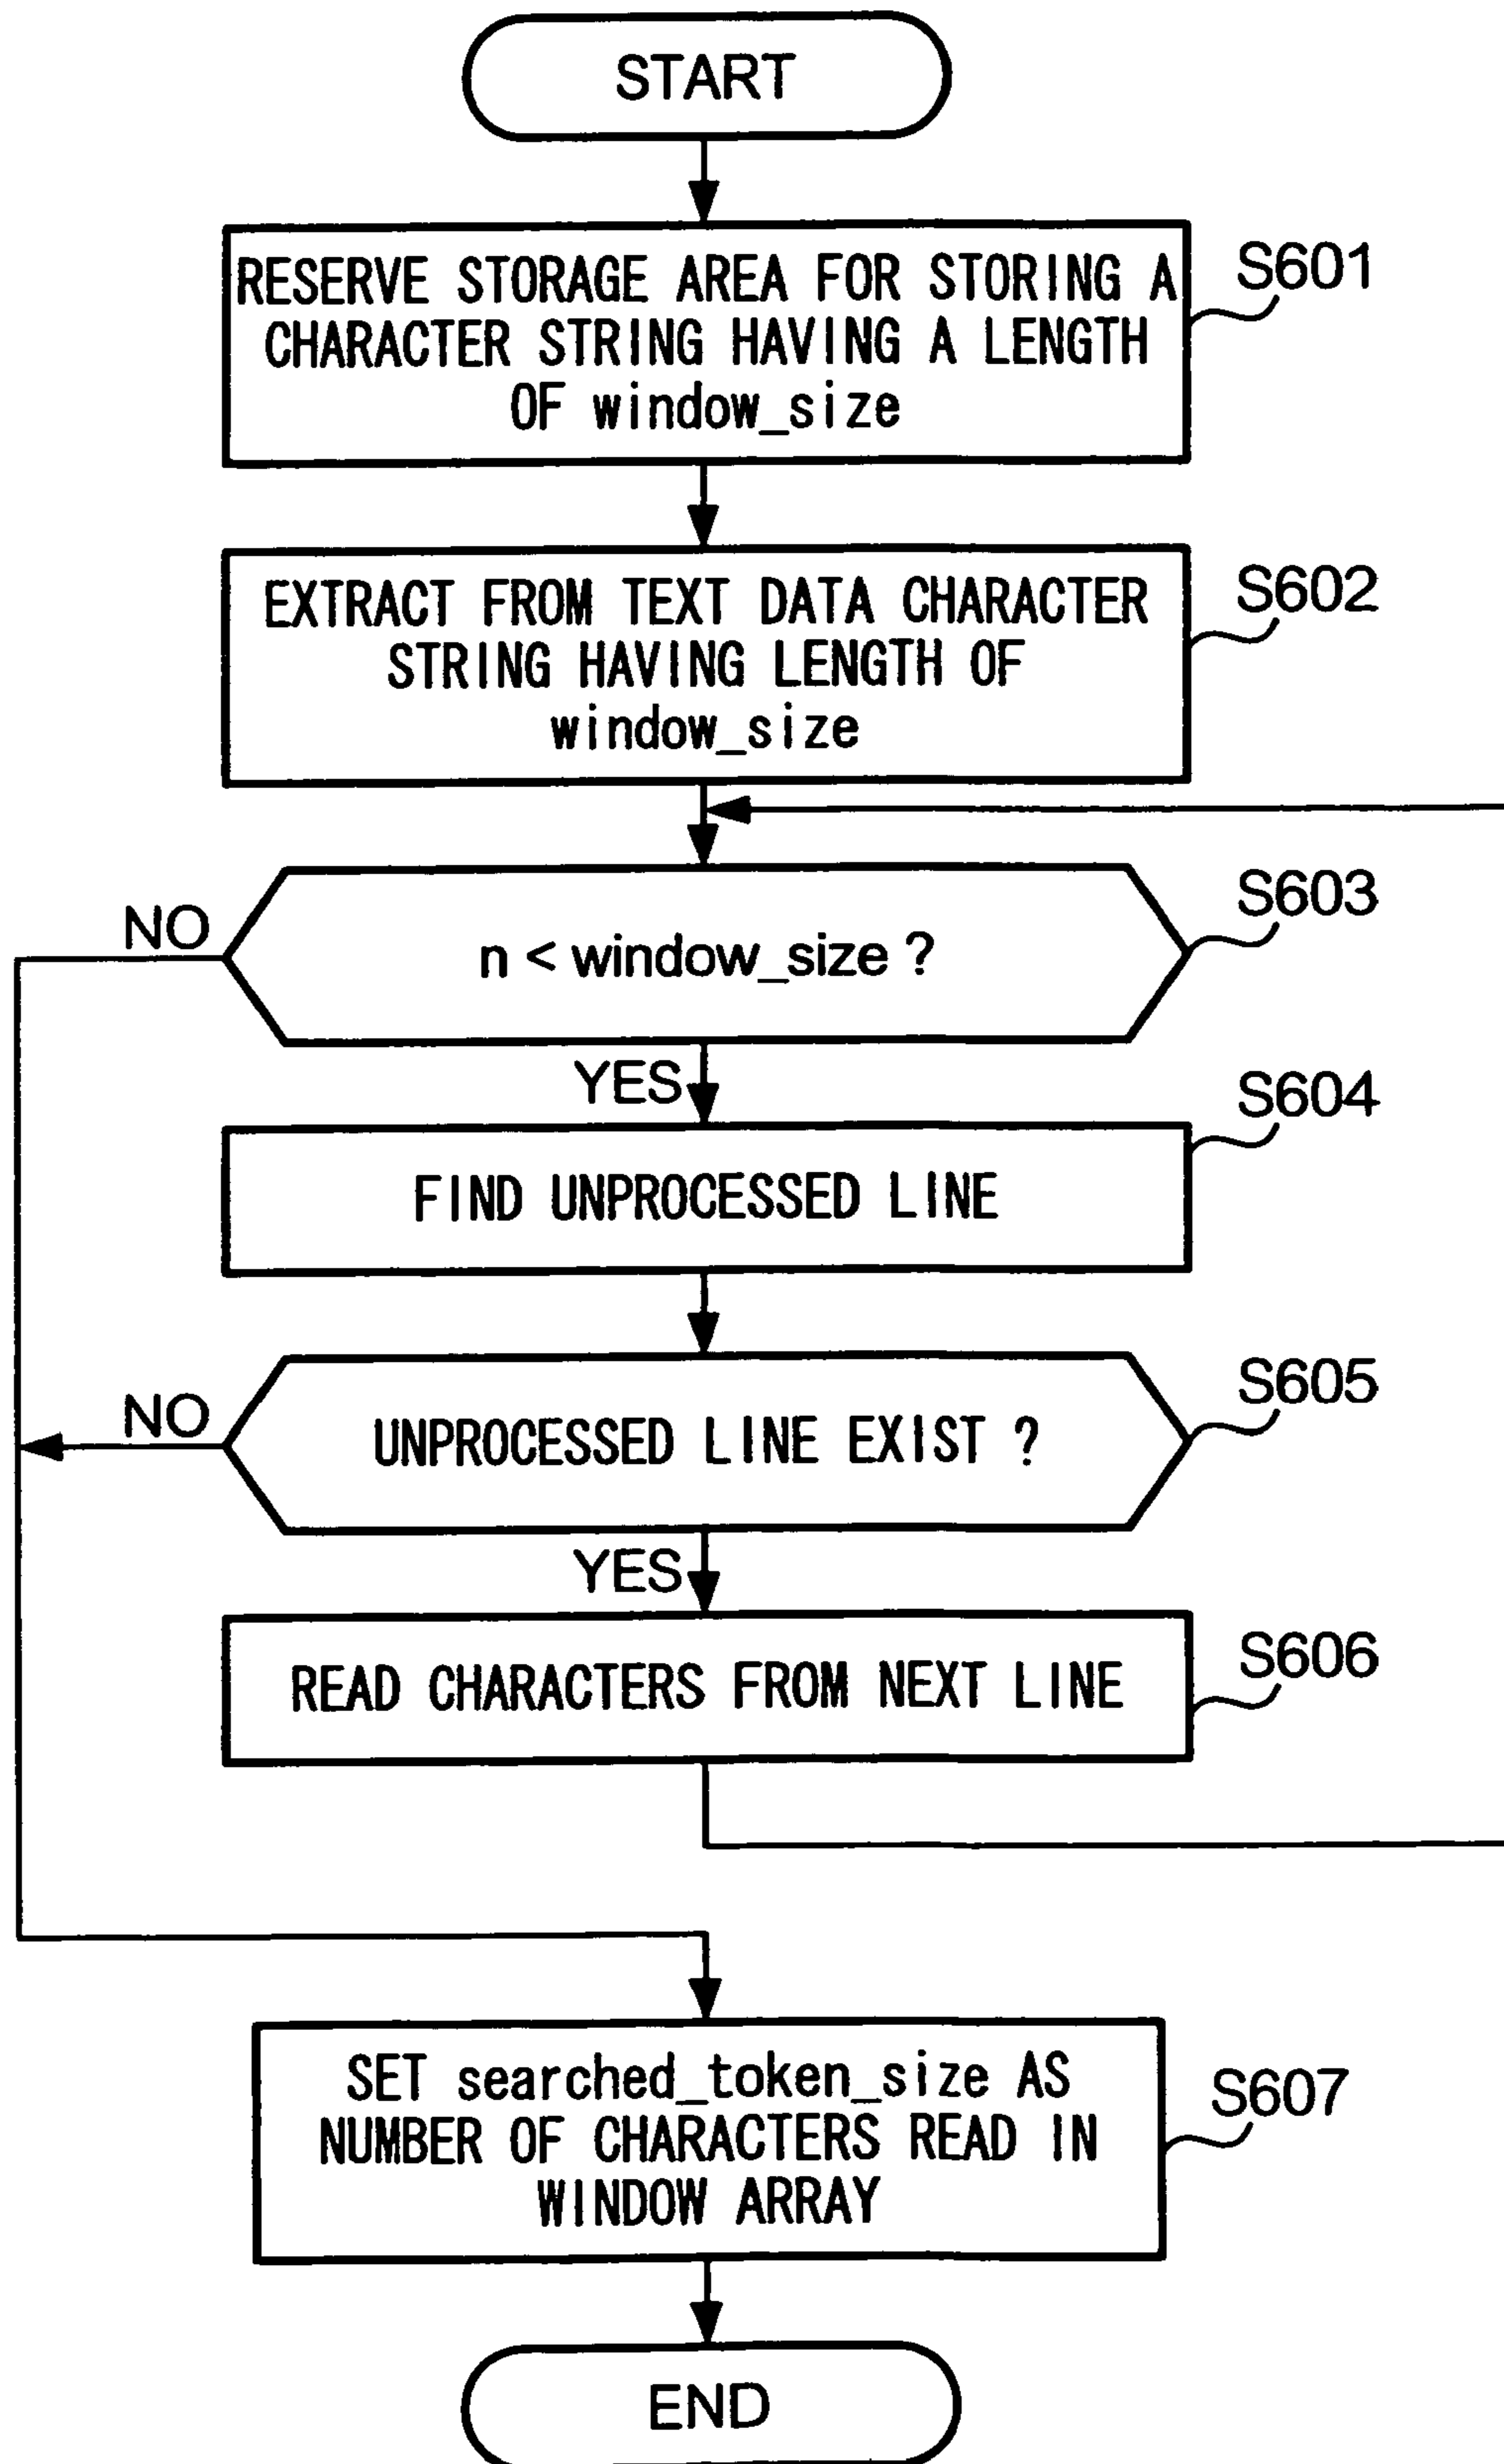 START
RESERVE STORAGE AREA FOR STORING A
CHARACTER STRING HAVING A LENGTH
OF window_size
S601
EXTRACT FROM TEXT DATA CHARACTER
STRING HAVING LENGTH OF
window_size
S602
n < window_size ?
S603
NO
YES
FIND UNPROCESSED LINE
S604
UNPROCESSED LINE EXIST ?
S605
NO
YES
READ CHARACTERS FROM NEXT LINE
S606
SET searched_token_size AS
NUMBER OF CHARACTERS READ IN
WINDOW ARRAY
S607
END